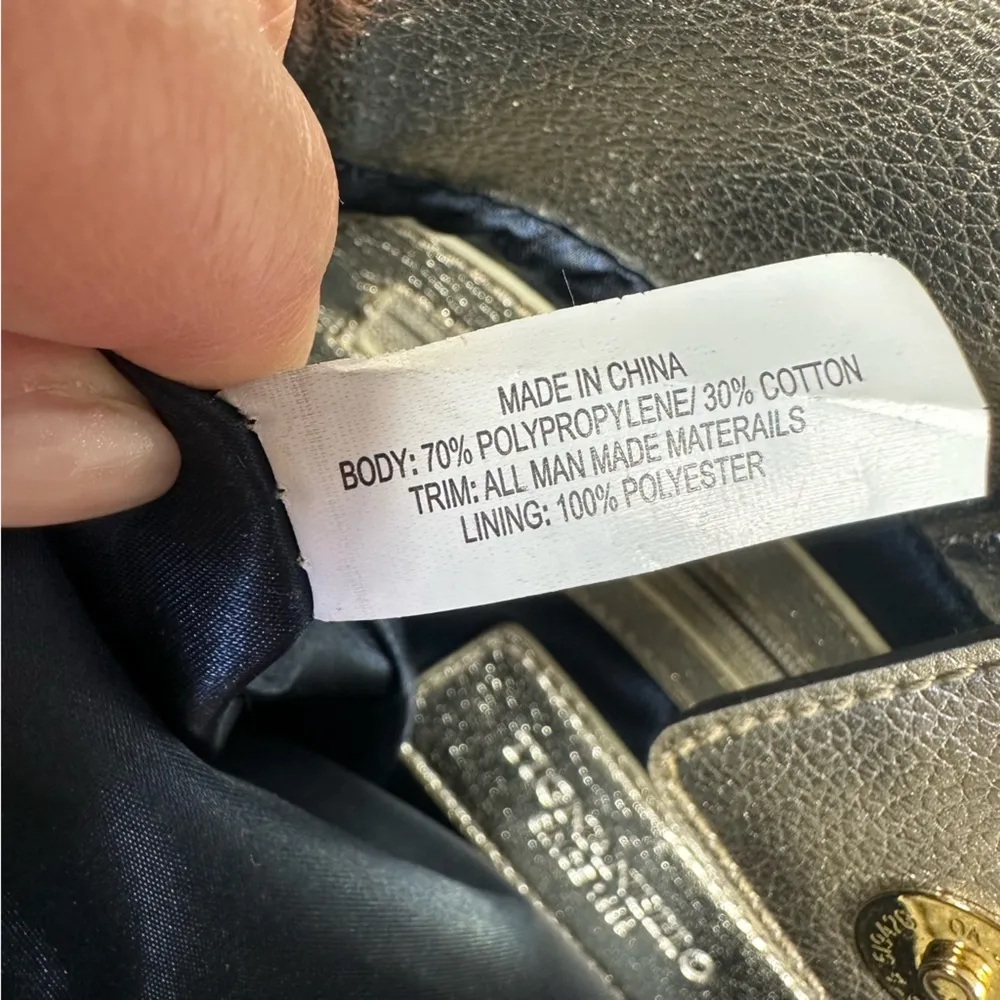 MADE IN CHINA
BODY: 70% POLYPROPYLENE/ 30% COTTON
TRIM: ALL MAN MADE MATERAILS
LINING: 100% POLYESTER